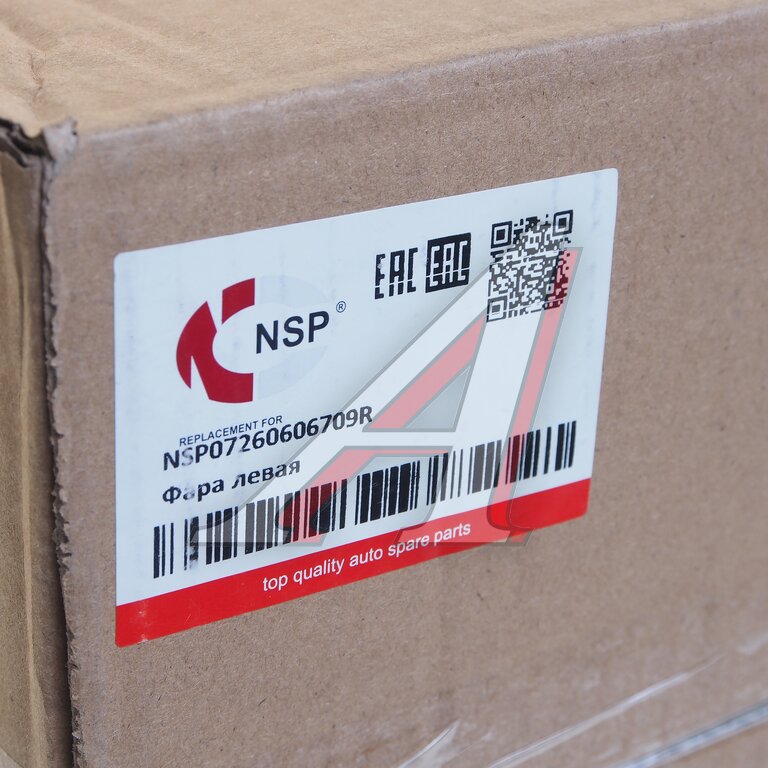 NSP®
EAC EAC
REPLACEMENT FOR
NSP07260606709R
Фара левая
top quality auto spare parts